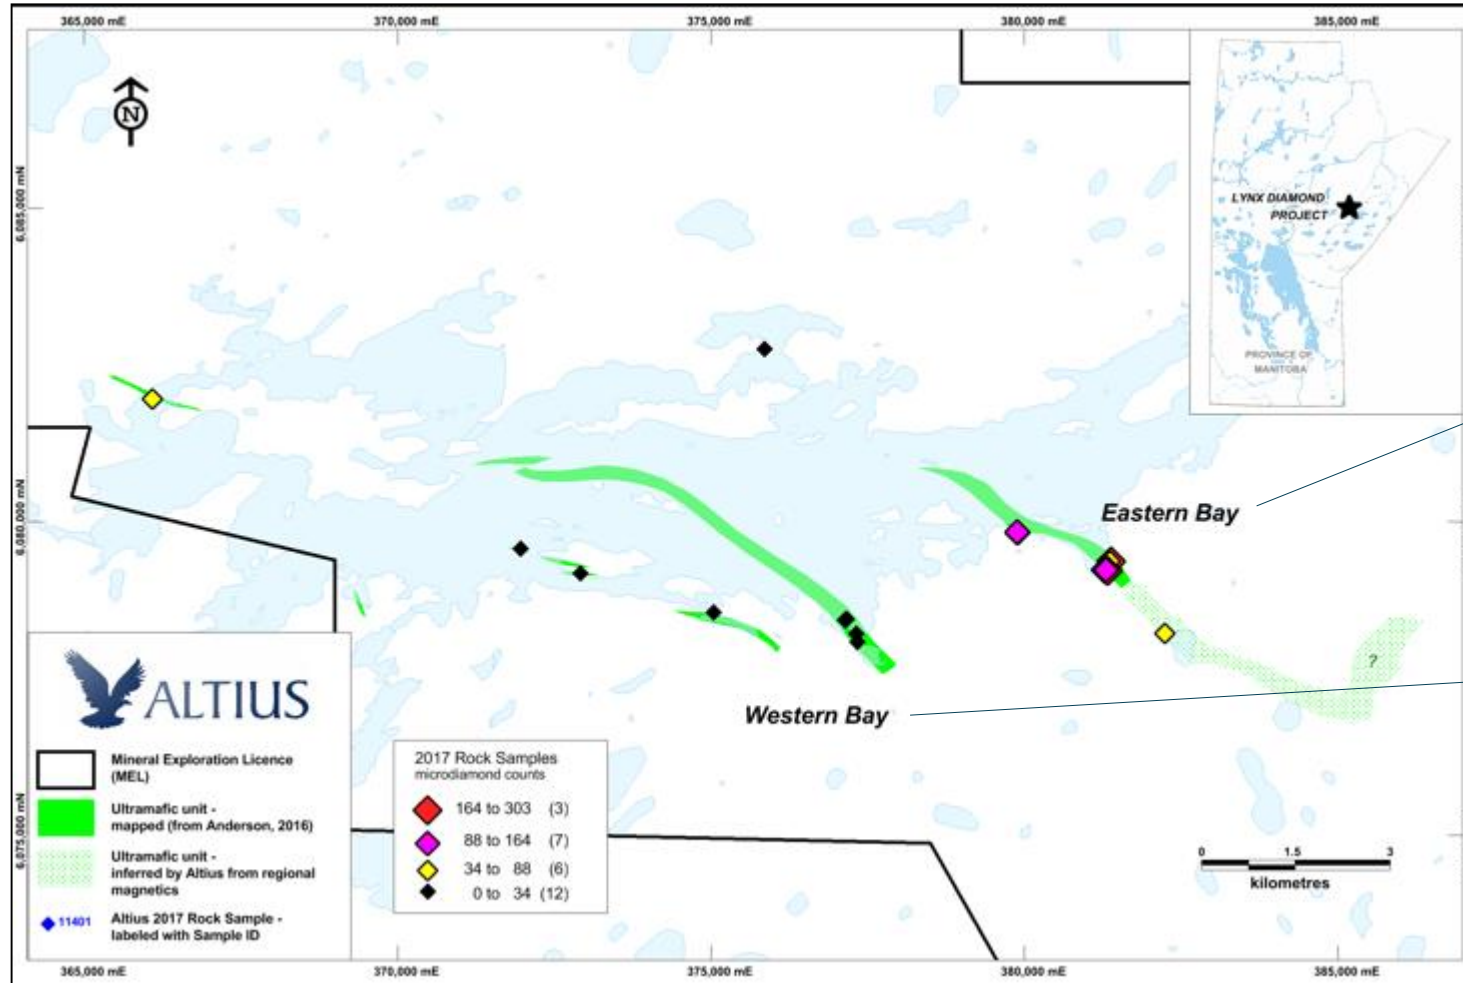 365,000 mE
370,000 mE
375,000 mE
380,000 mE
385,000 mE
N
6,085,000 mN
6,080,000 mN
6,075,000 mN
LYNX DIAMOND
PROJECT
PROVINCE OF
MANITOBA
Eastern Bay
Western Bay
?
ALTIUS
Mineral Exploration Licence
(MEL)
Ultramafic unit -
mapped (from Anderson, 2016)
Ultramafic unit -
inferred by Altius from regional
magnetics
11401 Altius 2017 Rock Sample -
labeled with Sample ID
2017 Rock Samples
microdiamond counts
164 to 303 (3)
88 to 164 (7)
34 to 88 (6)
0 to 34 (12)
0 1.5 3
kilometres
365,000 mE
370,000 mE
375,000 mE
380,000 mE
385,000 mE